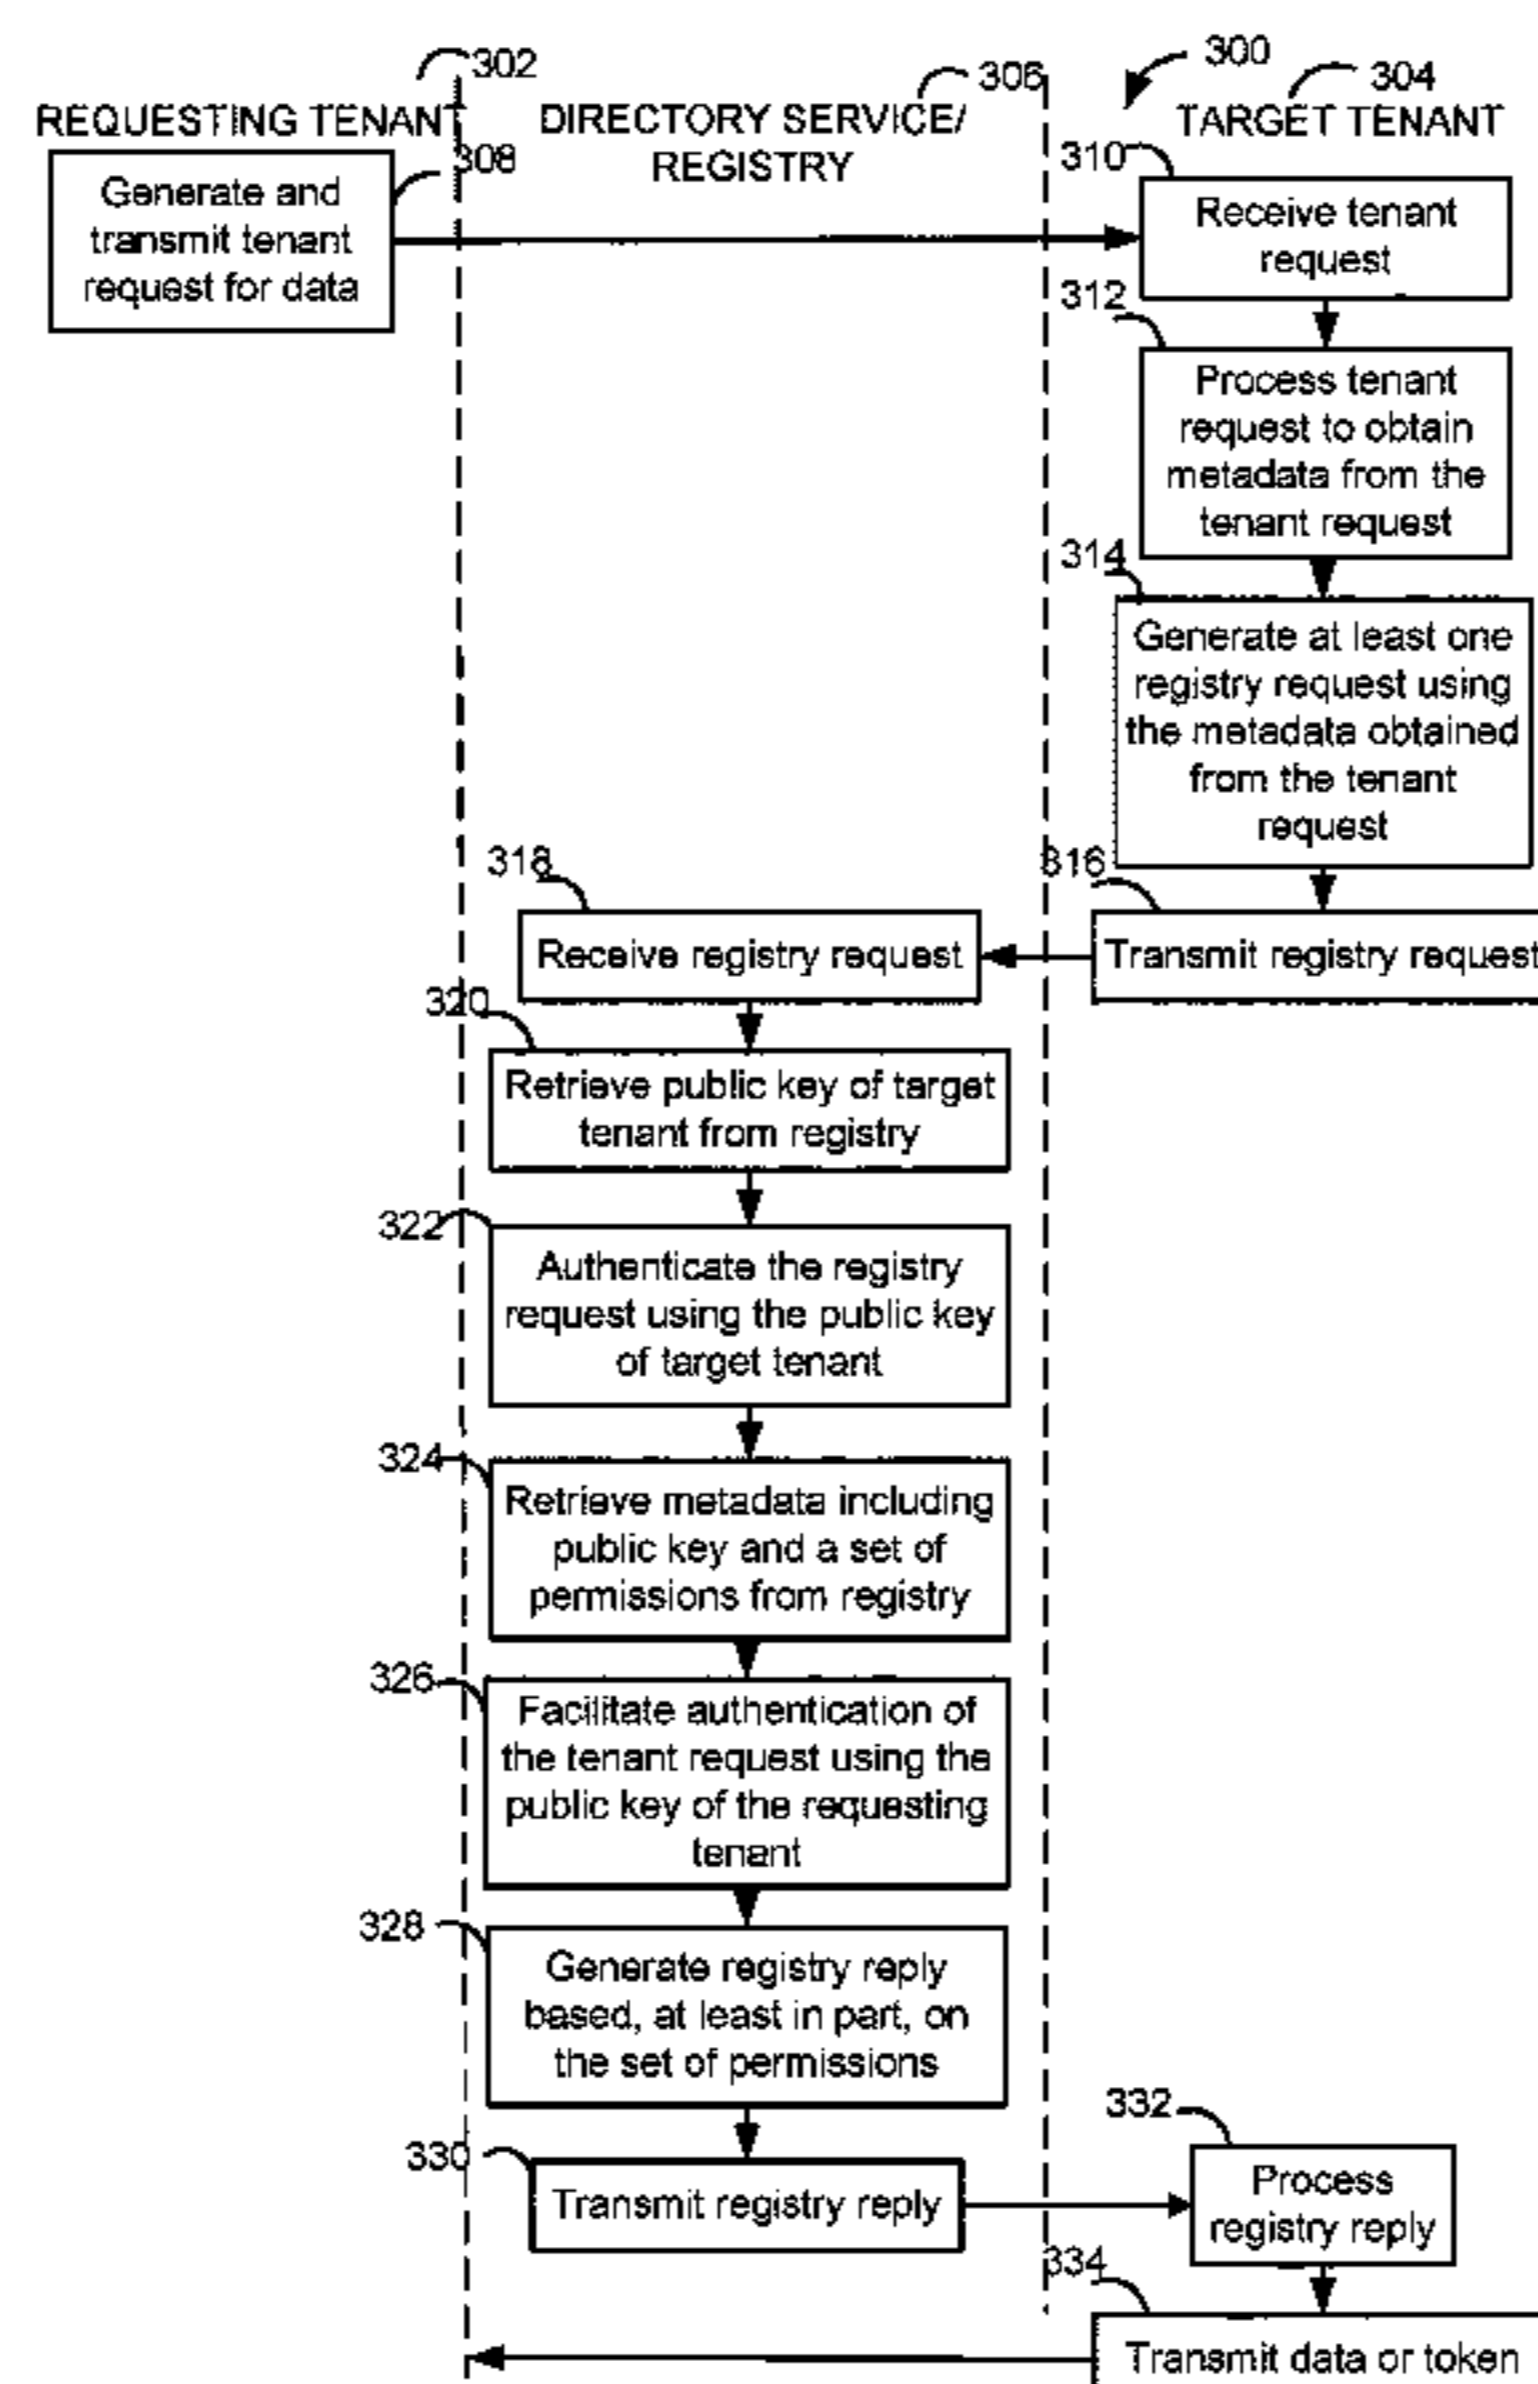 302
306
300
304
REQUESTING TENANT
DIRECTORY SERVICE/
REGISTRY
TARGET TENANT
308
310
Generate and
transmit tenant
request for data
Receive tenant
request
312
Process tenant
request to obtain
metadata from the
tenant request
314
Generate at least one
registry request using
the metadata obtained
from the tenant
request
318
316
Receive registry request
Transmit registry request
320
Retrieve public key of target
tenant from registry
322
Authenticate the registry
request using the public key
of target tenant
324
Retrieve metadata including
public key and a set of
permissions from registry
326
Facilitate authentication of
the tenant request using the
public key of the requesting
tenant
328
Generate registry reply
based, at least in part, on
the set of permissions
330
332
Transmit registry reply
Process
registry reply
334
Transmit data or token